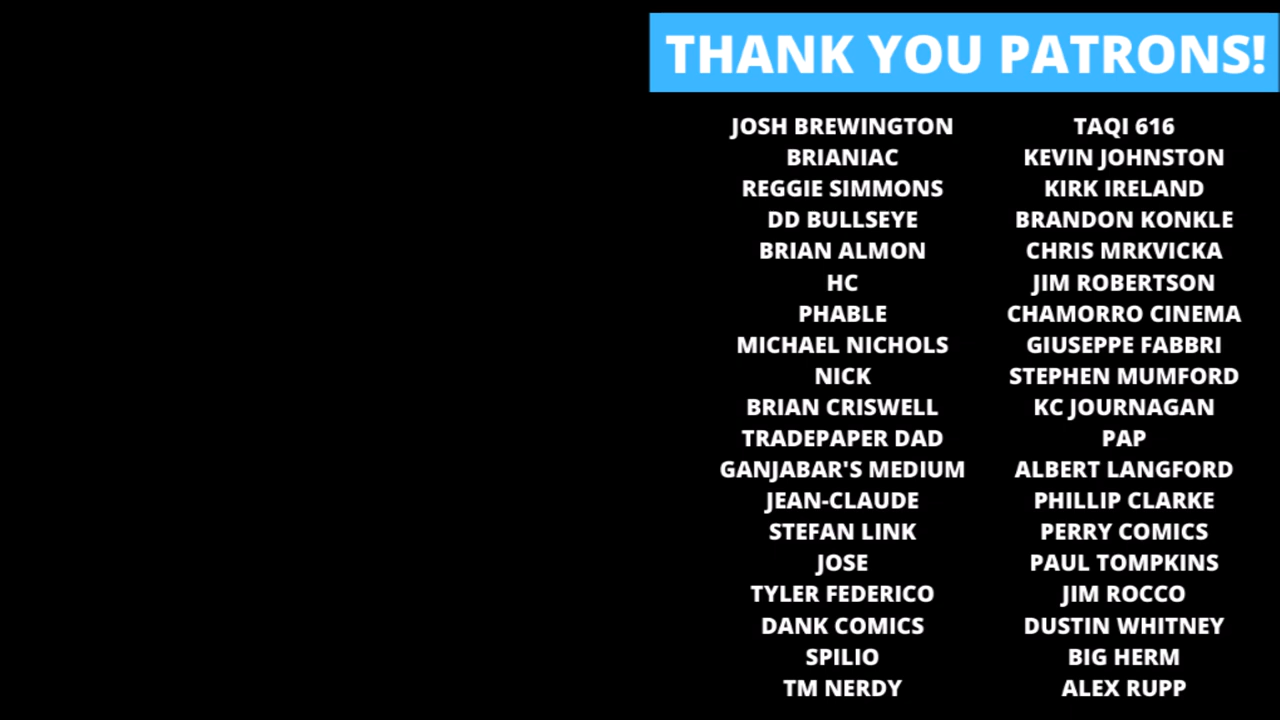 THANK YOU PATRONS!
JOSH BREWINGTON
BRIANIAC
REGGIE SIMMONS
DD BULLSEYE
BRIAN ALMON
HC
PHABLE
MICHAEL NICHOLS
NICK
BRIAN CRISWELL
TRADEPAPER DAD
GANJABAR'S MEDIUM
JEAN-CLAUDE
STEFAN LINK
JOSE
TYLER FEDERICO
DANK COMICS
SPILIO
TM NERDY
TAQI 616
KEVIN JOHNSTON
KIRK IRELAND
BRANDON KONKLE
CHRIS MRKVICKA
JIM ROBERTSON
CHAMORRO CINEMA
GIUSEPPE FABBRI
STEPHEN MUMFORD
KC JOURNAGAN
PAP
ALBERT LANGFORD
PHILLIP CLARKE
PERRY COMICS
PAUL TOMPKINS
JIM ROCCO
DUSTIN WHITNEY
BIG HERM
ALEX RUPP